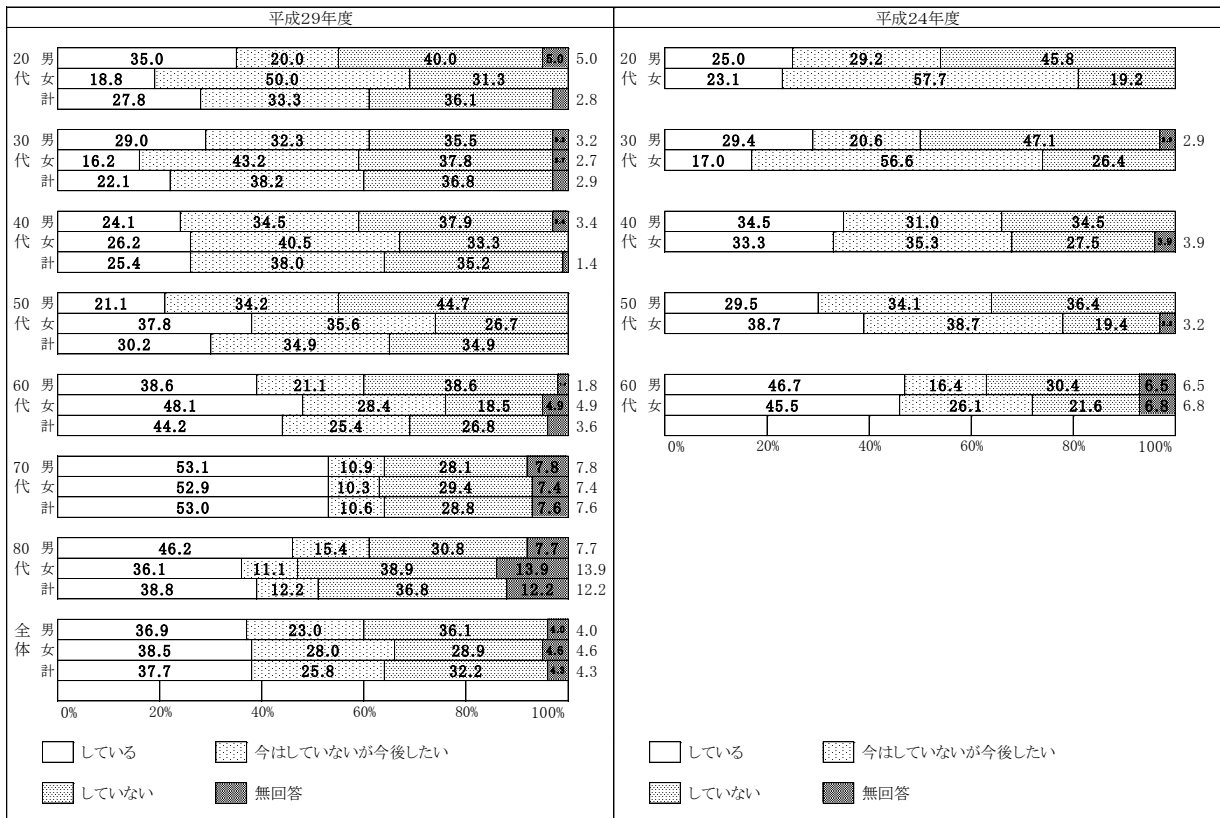 平成29年度
平成24年度
20 男 35.0 20.0 40.0 5.0 5.0
代 女 18.8 50.0 31.3
計 27.8 33.3 36.1 2.8
30 男 29.0 32.3 35.5 3.2
代 女 16.2 43.2 37.8 2.7
計 22.1 38.2 36.8 2.9
40 男 24.1 34.5 37.9 3.4
代 女 26.2 40.5 33.3
計 25.4 38.0 35.2 1.4
50 男 21.1 34.2 44.7
代 女 37.8 35.6 26.7
計 30.2 34.9 34.9
60 男 38.6 21.1 38.6 1.8
代 女 48.1 28.4 18.5 4.9 4.9
計 44.2 25.4 26.8 3.6
70 男 53.1 10.9 28.1 7.8 7.8
代 女 52.9 10.3 29.4 7.4 7.4
計 53.0 10.6 28.8 7.6 7.6
80 男 46.2 15.4 30.8 7.7 7.7
代 女 36.1 11.1 38.9 13.9 13.9
計 38.8 12.2 36.8 12.2 12.2
全 男 36.9 23.0 36.1 4.0 4.0
体 女 38.5 28.0 28.9 4.6 4.6
計 37.7 25.8 32.2 4.3 4.3
0% 20% 40% 60% 80% 100%
している 今はしていないが今後したい
していない 無回答
20 男 25.0 29.2 45.8
代 女 23.1 57.7 19.2
30 男 29.4 20.6 47.1 2.9
代 女 17.0 56.6 26.4
40 男 34.5 31.0 34.5
代 女 33.3 35.3 27.5 3.9 3.9
50 男 29.5 34.1 36.4
代 女 38.7 38.7 19.4 3.2
60 男 46.7 16.4 30.4 6.5 6.5
代 女 45.5 26.1 21.6 6.8 6.8
0% 20% 40% 60% 80% 100%
している 今はしていないが今後したい
していない 無回答